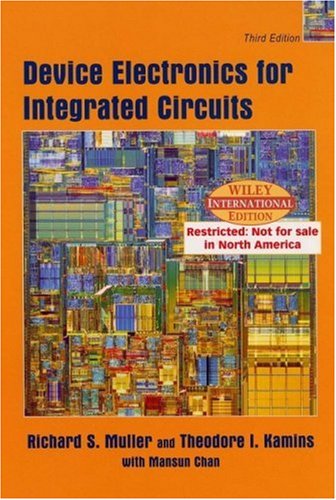 Third Edition
Device Electronics for
Integrated Circuits
WILEY
INTERNATIONAL
EDITION
Restricted: Not for sale
in North America
Richard S. Muller and Theodore I. Kamins
with Mansun Chan